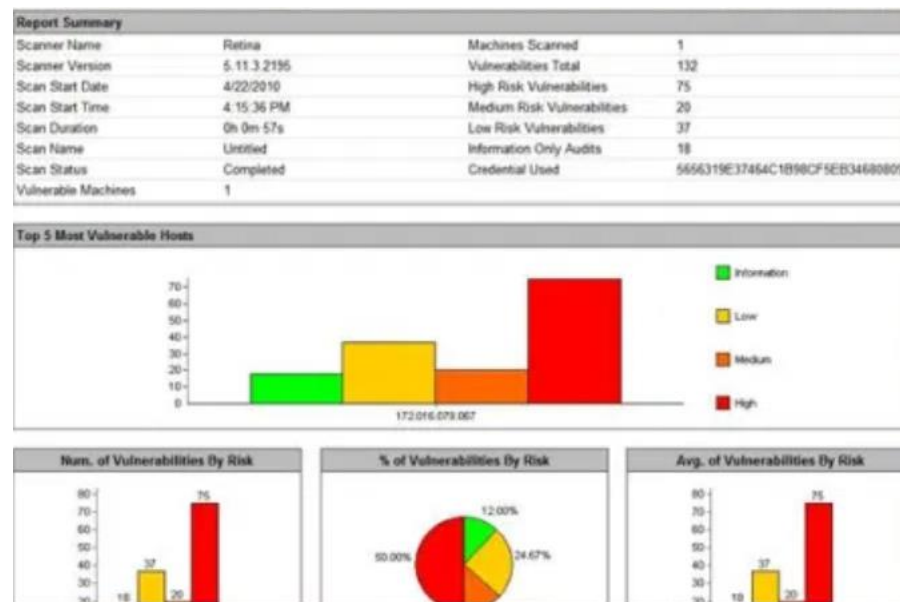 Report Summary
Scanner Name Retina Machines Scanned 1
Scanner Version 5.11.3.2195 Vulnerabilities Total 132
Scan Start Date 4/22/2010 High Risk Vulnerabilities 75
Scan Start Time 4:15:36 PM Medium Risk Vulnerabilities 20
Scan Duration 0h 0m 57s Low Risk Vulnerabilities 37
Scan Name Untitled Information Only Audits 18
Scan Status Completed Credential Used
Vulnerable Machines 1
Top 5 Most Vulnerable Hosts
70
60
50
40
30
20
10
0
172.016.079.067
Information
Low
Medium
High
Num. of Vulnerabilities By Risk % of Vulnerabilities By Risk Avg. of Vulnerabilities By Risk
80
70
60
50
40
30
75
37
18
20
12.00%
24.67%
50.00%
80
70
60
50
40
30
75
37
18
20